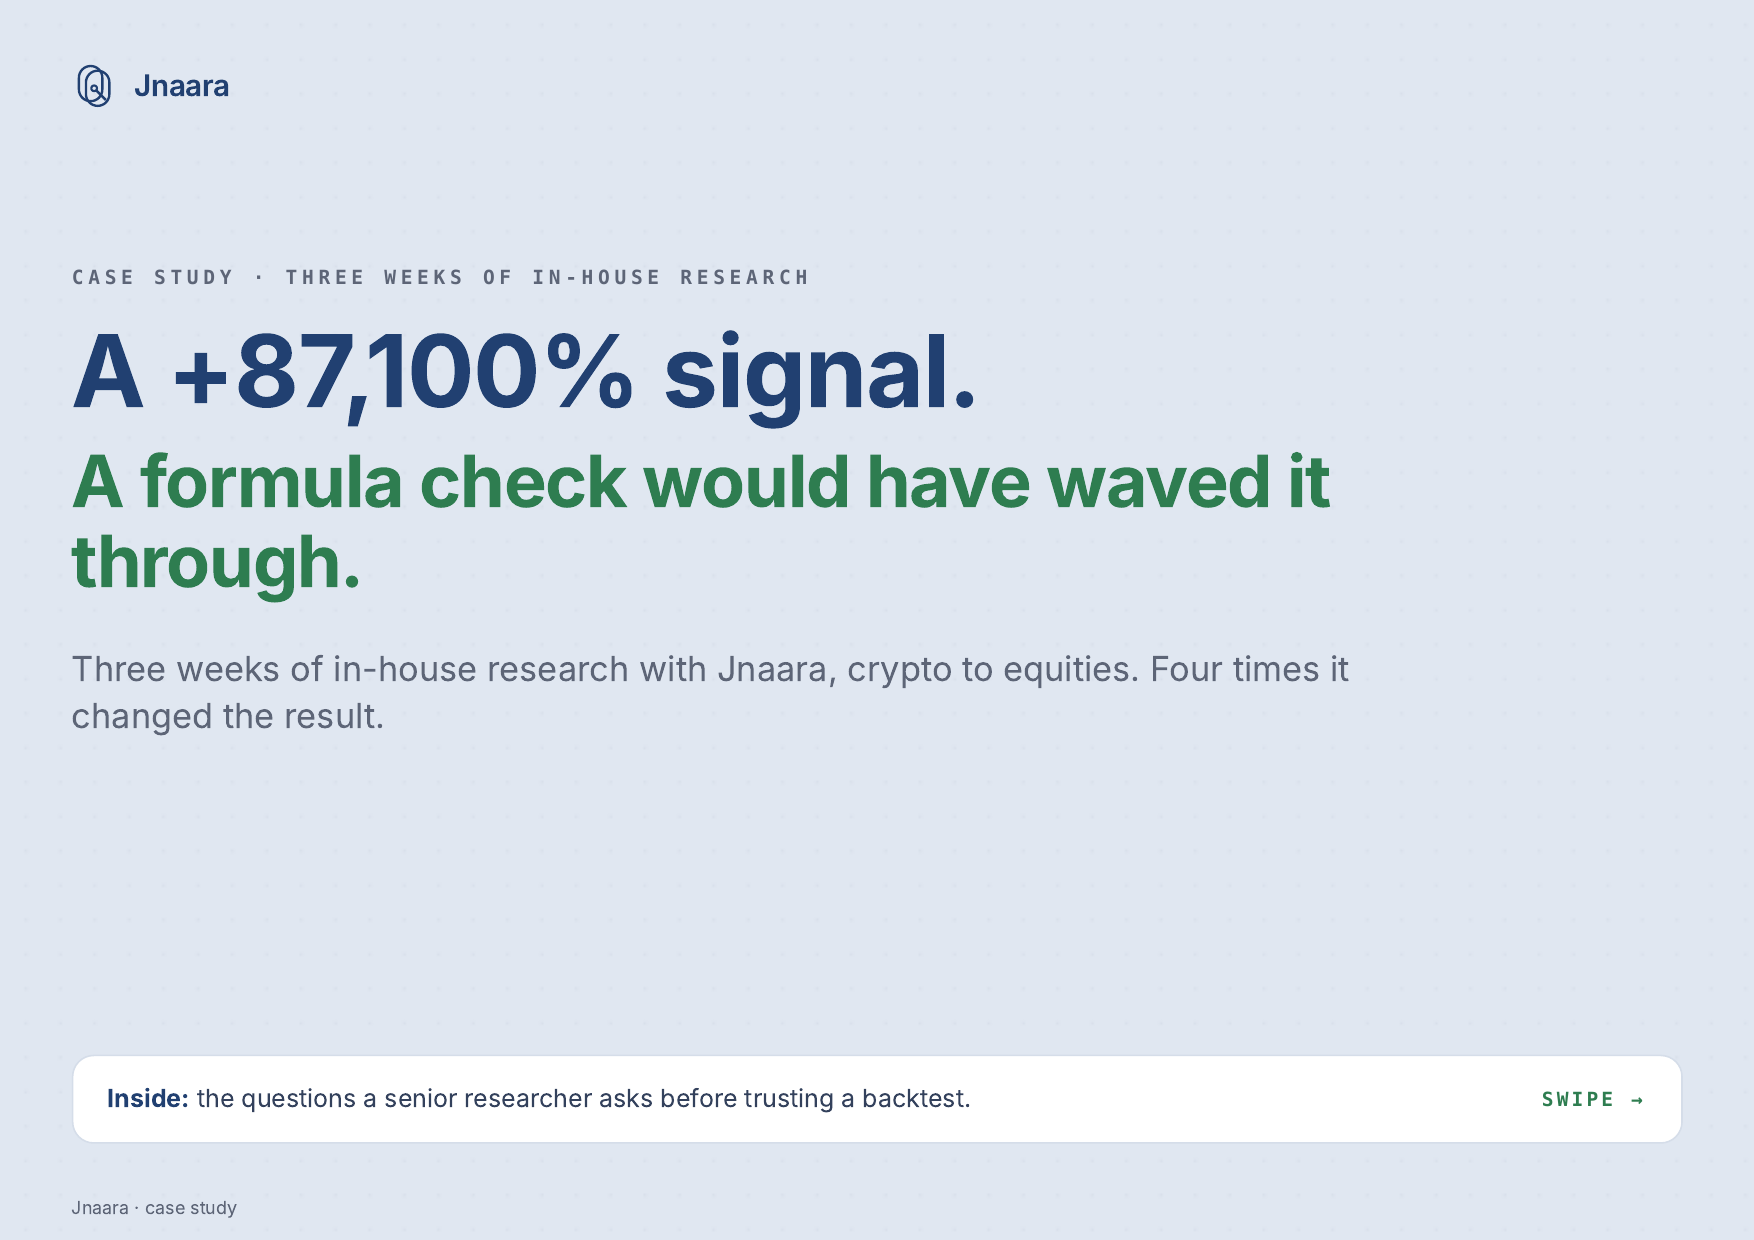 Jnaara
CASE STUDY · THREE WEEKS OF IN-HOUSE RESEARCH
A +87,100% signal.
A formula check would have waved it
through.
Three weeks of in-house research with Jnaara, crypto to equities. Four times it
changed the result.
Inside: the questions a senior researcher asks before trusting a backtest.
SWIPE →
Jnaara · case study